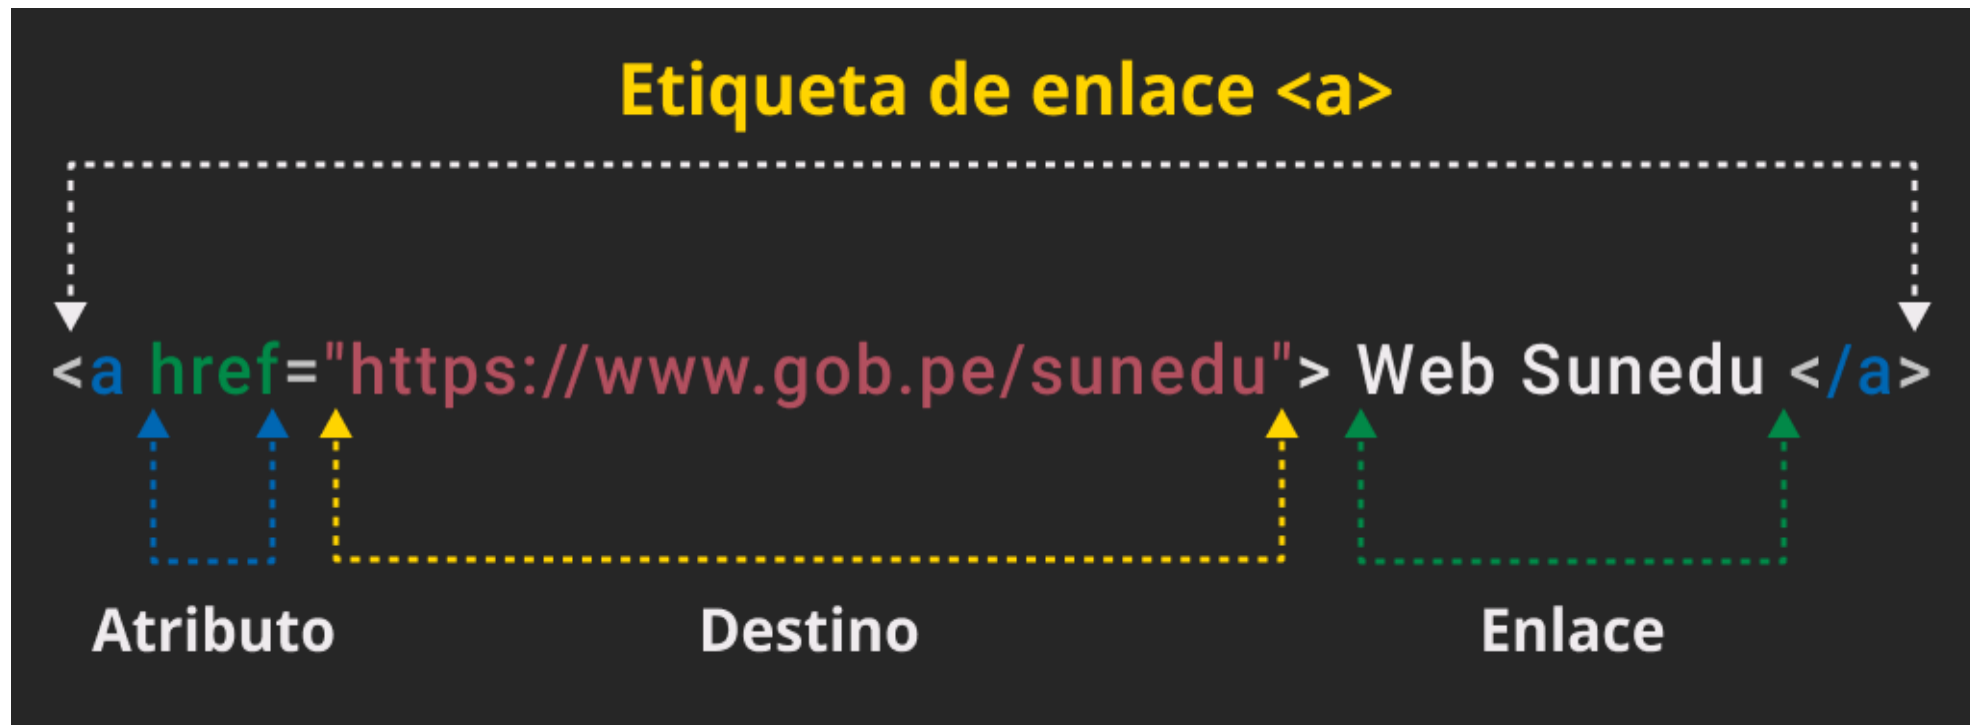 Etiqueta de enlace <a>
<a href="https://www.gob.pe/sunedu"> Web Sunedu </a>
Atributo Destino Enlace